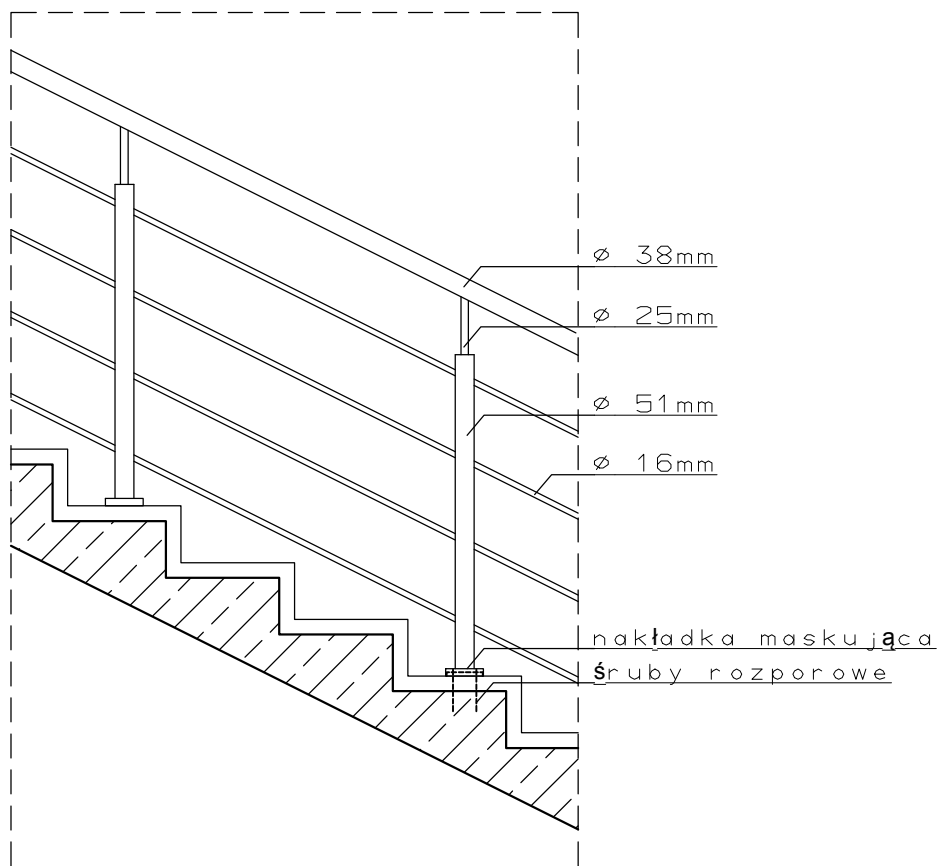 ⌀ 38mm
⌀ 25mm
⌀ 51mm
⌀ 16mm
nakładka maskująca
śruby rozporowe